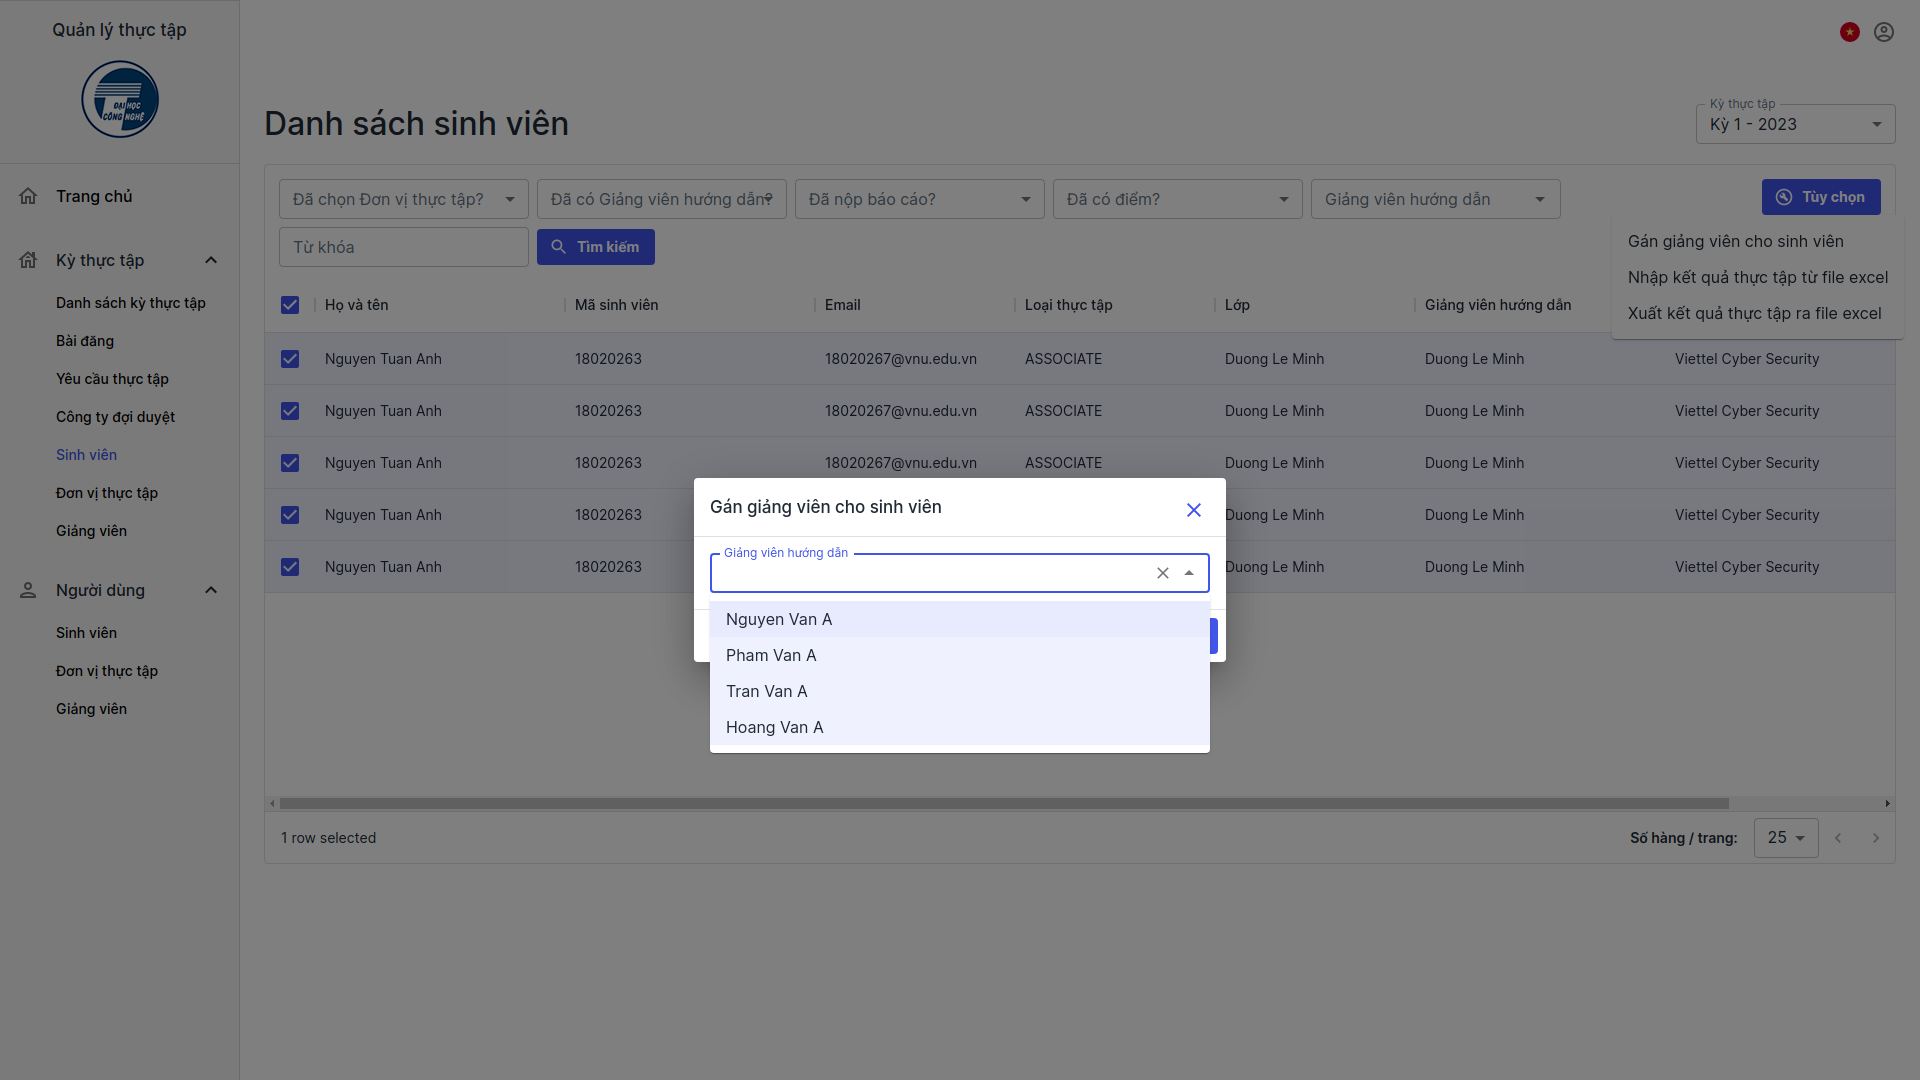 Quản lý thực tập
ĐẠI HỌC
CÔNG NGHỆ
Trang chủ
Kỳ thực tập
Danh sách kỳ thực tập
Bài đăng
Yêu cầu thực tập
Công ty đợi duyệt
Sinh viên
Đơn vị thực tập
Giảng viên
Người dùng
Sinh viên
Đơn vị thực tập
Giảng viên
Danh sách sinh viên
Kỳ thực tập
Kỳ 1 - 2023
Đã chọn Đơn vị thực tập?
Đã có Giảng viên hướng dẫn?
Đã nộp báo cáo?
Đã có điểm?
Giảng viên hướng dẫn
Tùy chọn
Từ khóa
Tìm kiếm
Gán giảng viên cho sinh viên
Nhập kết quả thực tập từ file excel
Xuất kết quả thực tập ra file excel
Họ và tên Mã sinh viên Email Loại thực tập Lớp Giảng viên hướng dẫn
Nguyen Tuan Anh 18020263 18020267@vnu.edu.vn ASSOCIATE Duong Le Minh Duong Le Minh Viettel Cyber Security
Nguyen Tuan Anh 18020263 18020267@vnu.edu.vn ASSOCIATE Duong Le Minh Duong Le Minh Viettel Cyber Security
Nguyen Tuan Anh 18020263 18020267@vnu.edu.vn ASSOCIATE Duong Le Minh Duong Le Minh Viettel Cyber Security
Nguyen Tuan Anh 18020263 Duong Le Minh Duong Le Minh Viettel Cyber Security
Nguyen Tuan Anh 18020263 Duong Le Minh Duong Le Minh Viettel Cyber Security
Gán giảng viên cho sinh viên
Giảng viên hướng dẫn
Nguyen Van A
Pham Van A
Tran Van A
Hoang Van A
1 row selected
Số hàng / trang: 25